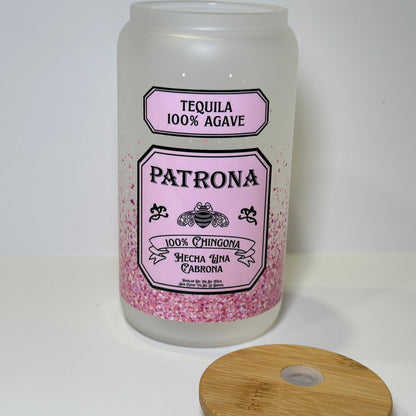 TEQUILA
100% AGAVE
PATRONA
100% CHINGONA
HECHA UNA
CABRONA